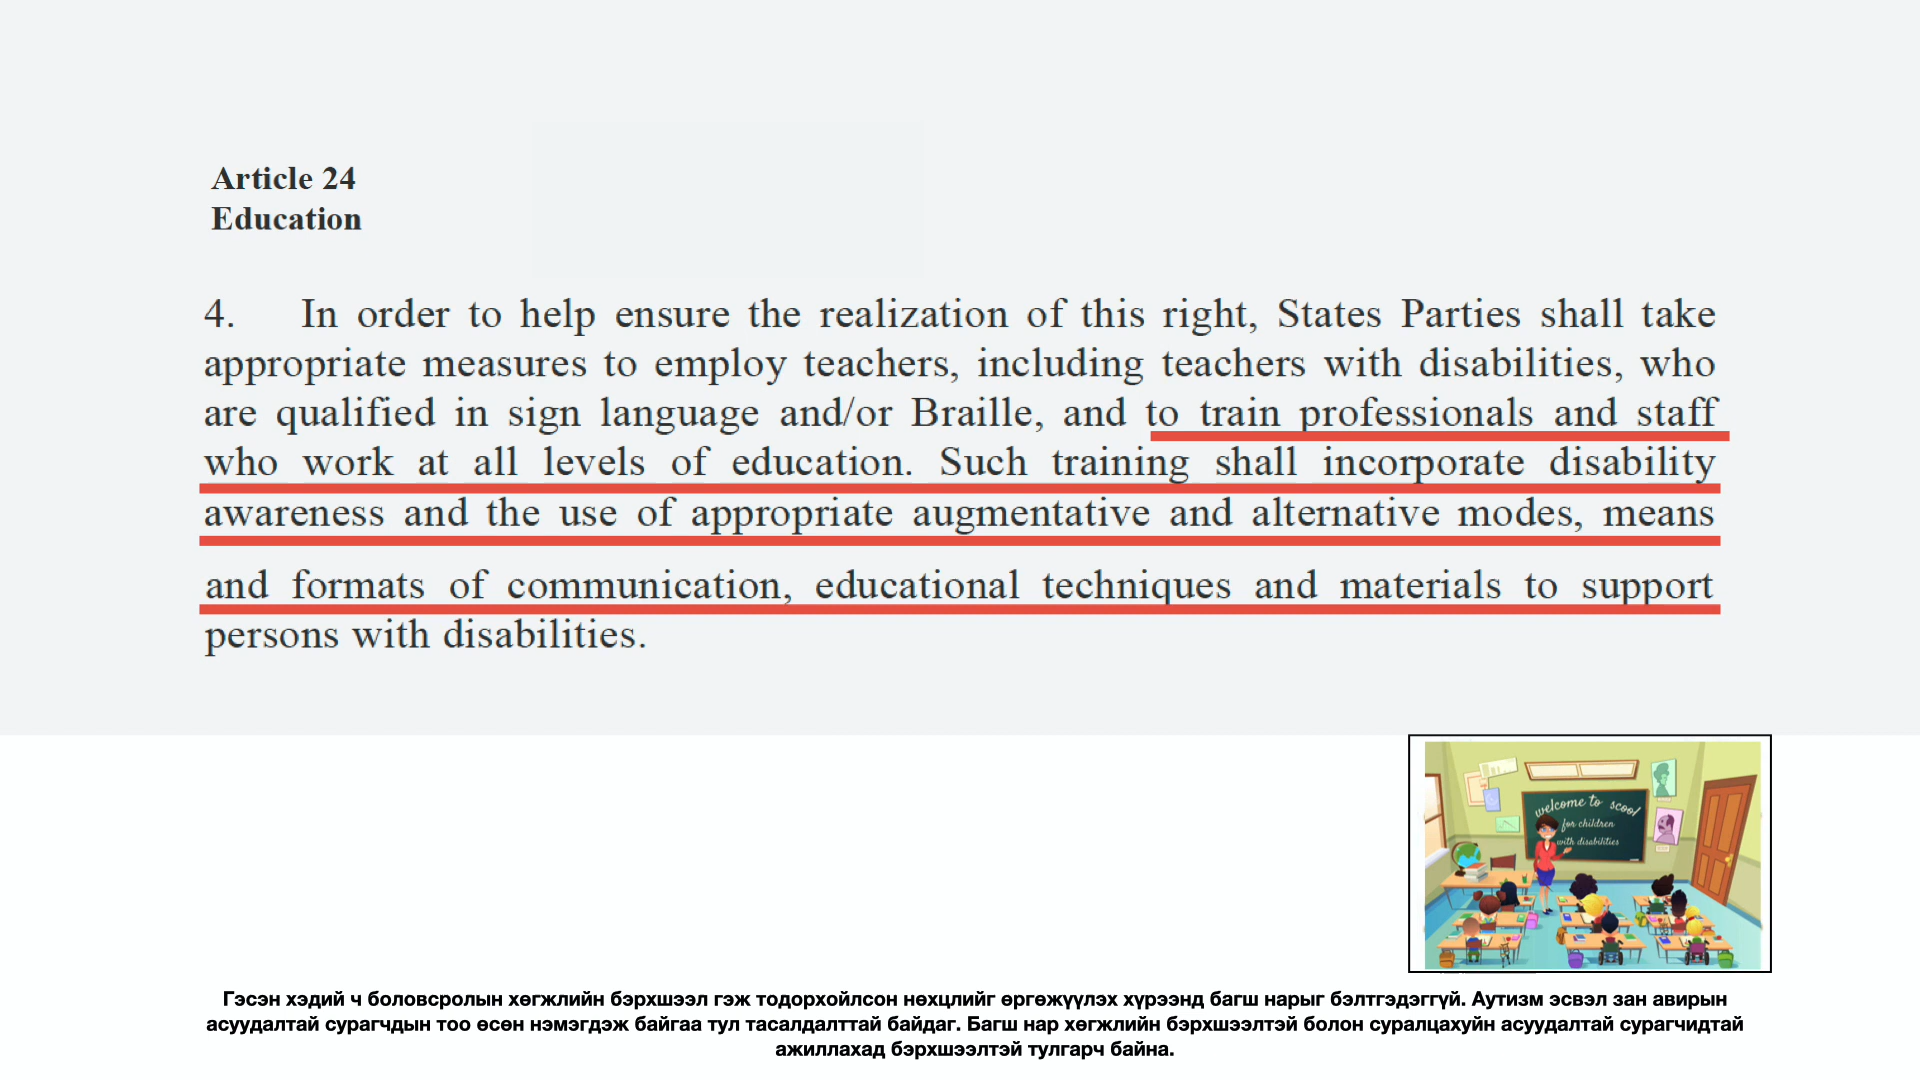 Article 24
Education
4. In order to help ensure the realization of this right, States Parties shall take
appropriate measures to employ teachers, including teachers with disabilities, who
are qualified in sign language and/or Braille, and to train professionals and staff
who work at all levels of education. Such training shall incorporate disability
awareness and the use of appropriate augmentative and alternative modes, means
and formats of communication, educational techniques and materials to support
persons with disabilities.
welcome to scool
for children
with disabilities
Гэсэн хэдий ч боловсролын хөгжлийн бэрхшээл гэж тодорхойлсон нөхцлийг өргөжүүлэх хүрээнд багш нарыг бэлтгэдэггүй. Аутизм эсвэл зан авирын
асуудалтай сурагчдын тоо өсөн нэмэгдэж байгаа тул тасалдалттай байдаг. Багш нар хөгжлийн бэрхшээлтэй болон суралцахуйн асуудалтай сурагчидтай
ажиллахад бэрхшээлтэй тулгарч байна.